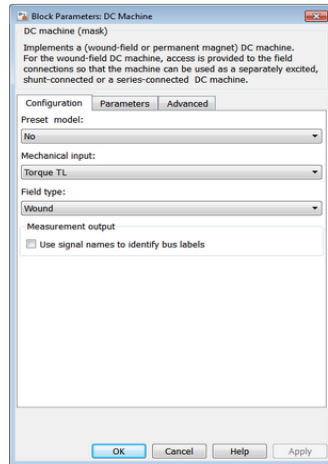 Block Parameters: DC Machine
DC machine (mask)
Implements a (wound-field or permanent magnet) DC machine.
For the wound-field DC machine, access is provided to the field
connections so that the machine can be used as a separately excited,
shunt-connected or a series-connected DC machine.
Configuration Parameters Advanced
Preset model:
No
Mechanical input:
Torque TL
Field type:
Wound
Measurement output
Use signal names to identify bus labels
OK Cancel Help Apply